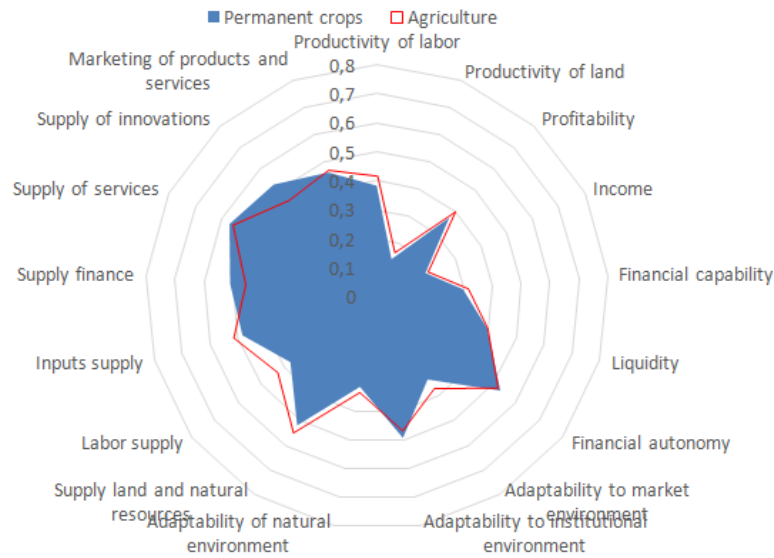 Permanent crops
Agriculture
Productivity of labor
Productivity of land
Profitability
Income
Financial capability
Liquidity
Financial autonomy
Adaptability to market
environment
Adaptability to institutional
environment
Adaptability of natural
environment
Supply land and natural
resources
Labor supply
Inputs supply
Supply finance
Supply of services
Supply of innovations
Marketing of products and
services
0,8
0,7
0,6
0,5
0,4
0,3
0,2
0,1
0